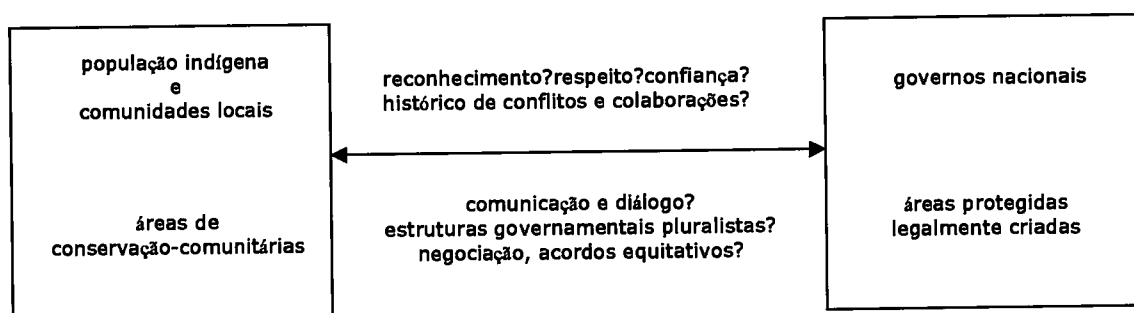 população indígena
e
comunidades locais
áreas de
conservação-comunitárias
reconhecimento?respeito?confiança?
histórico de conflitos e colaborações?
comunicação e diálogo?
estruturas governamentais pluralistas?
negociação, acordos equitativos?
governos nacionais
áreas protegidas
legalmente criadas